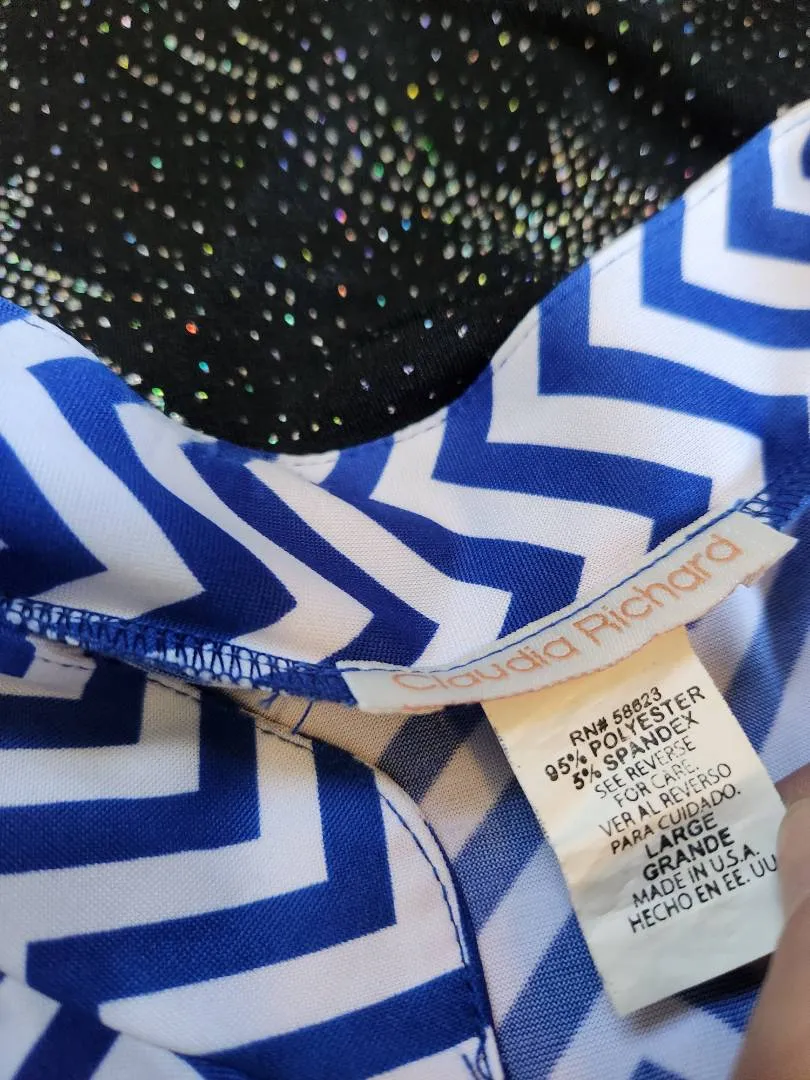 Claudia Richard
RN# 58623
95% POLYESTER
5% SPANDEX
SEE REVERSE
FOR CARE.
VER AL REVERSO
PARA CUIDADO.
LARGE
GRANDE
MADE IN U.S.A.
HECHO EN EE. UU